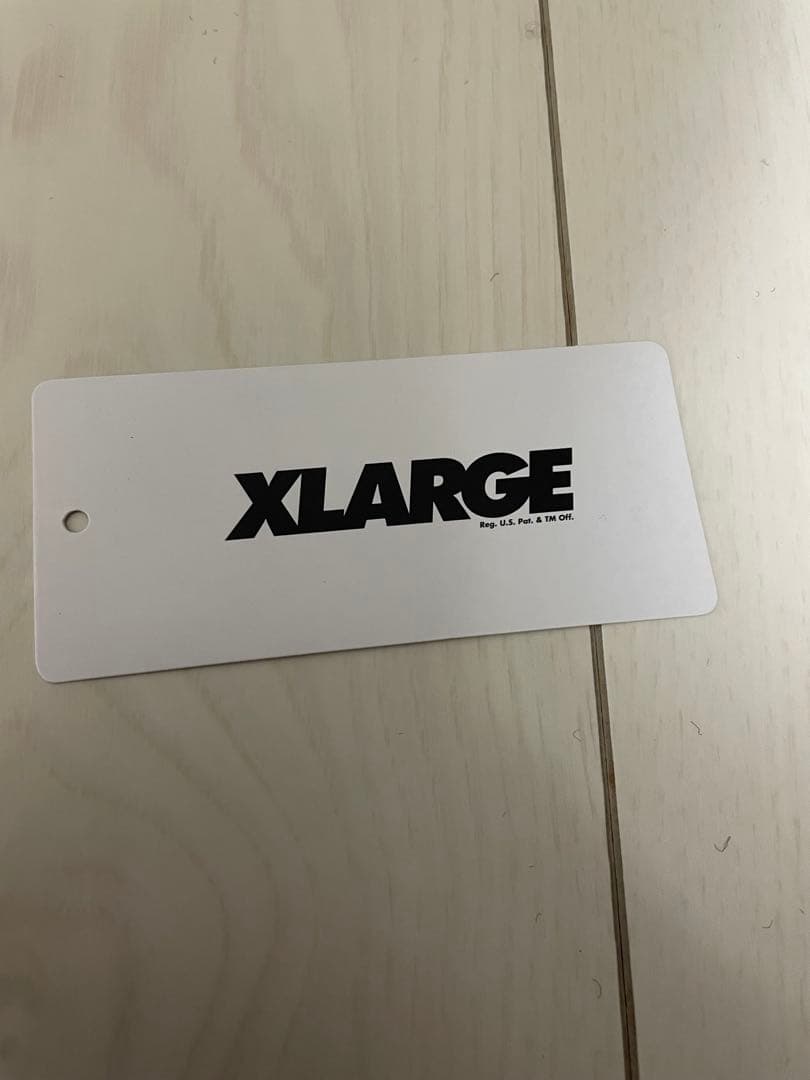 XLARGE
Reg. U.S. Pat. & TM Off.